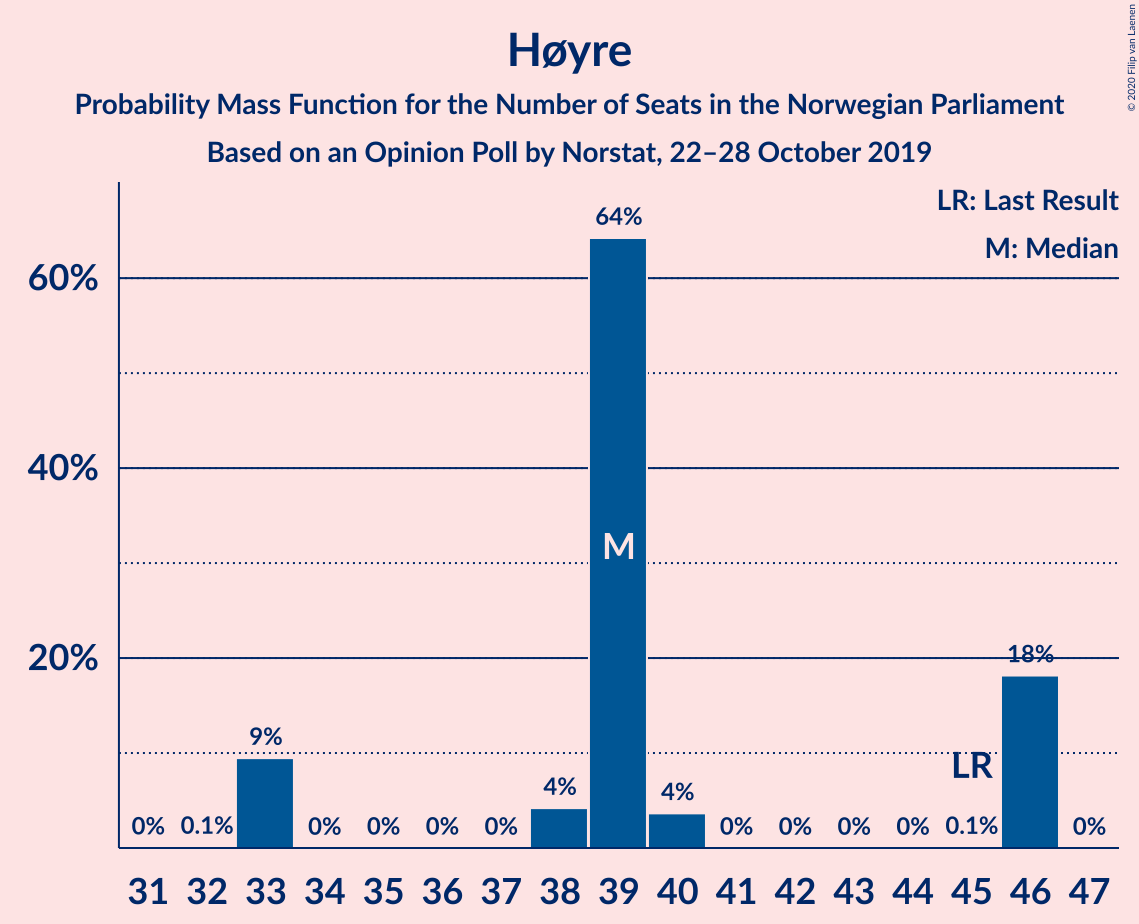 Høyre
Probability Mass Function for the Number of Seats in the Norwegian Parliament
Based on an Opinion Poll by Norstat, 22–28 October 2019
© 2020 Filip van Laenen
LR: Last Result
M: Median
60%
40%
20%
0% 0.1% 9% 0% 0% 0% 0% 4% 64% 4% 0% 0% 0% 0% 0.1% 18% 0%
M
LR
31 32 33 34 35 36 37 38 39 40 41 42 43 44 45 46 47